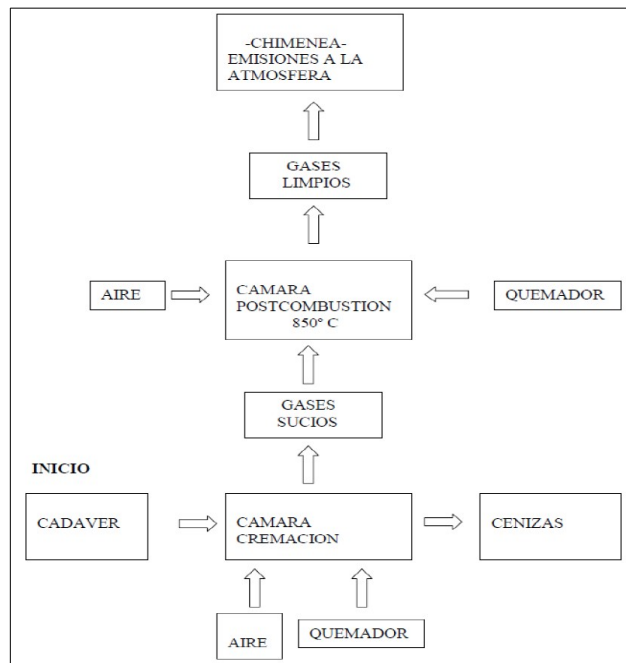 -CHIMENEA-
EMISIONES A LA
ATMOSFERA
GASES
LIMPIOS
AIRE
CAMARA
POSTCOMBUSTION
850º C
QUEMADOR
GASES
SUCIOS
INICIO
CADAVER
CAMARA
CREMACION
CENIZAS
AIRE
QUEMADOR